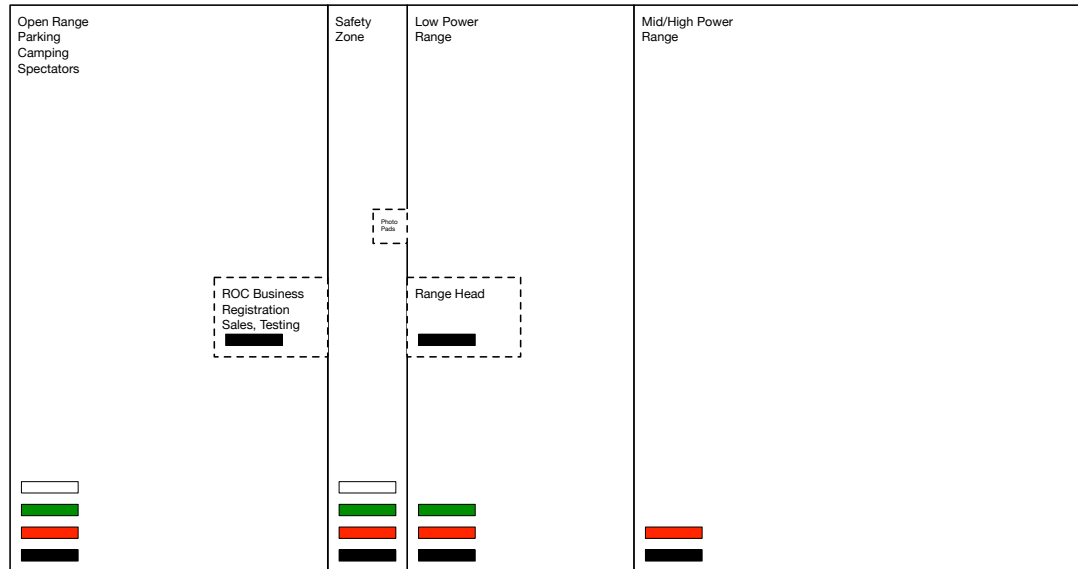 Open Range
Parking
Camping
Spectators
Safety
Zone
Low Power
Range
Mid/High Power
Range
Photo
Pads
ROC Business
Registration
Sales, Testing
Range Head